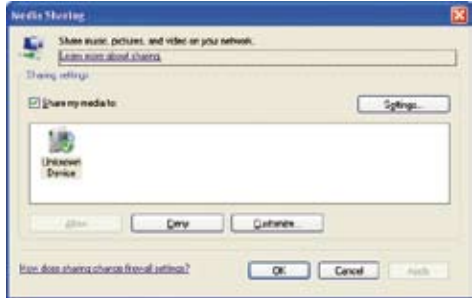 Media Sharing
Share music, pictures, and video on your network.
Learn more about sharing
Sharing settings
Share my media to:
Settings...
Unknown
Device
Allow
Deny
Customize...
How does sharing change firewall settings?
OK
Cancel
Apply